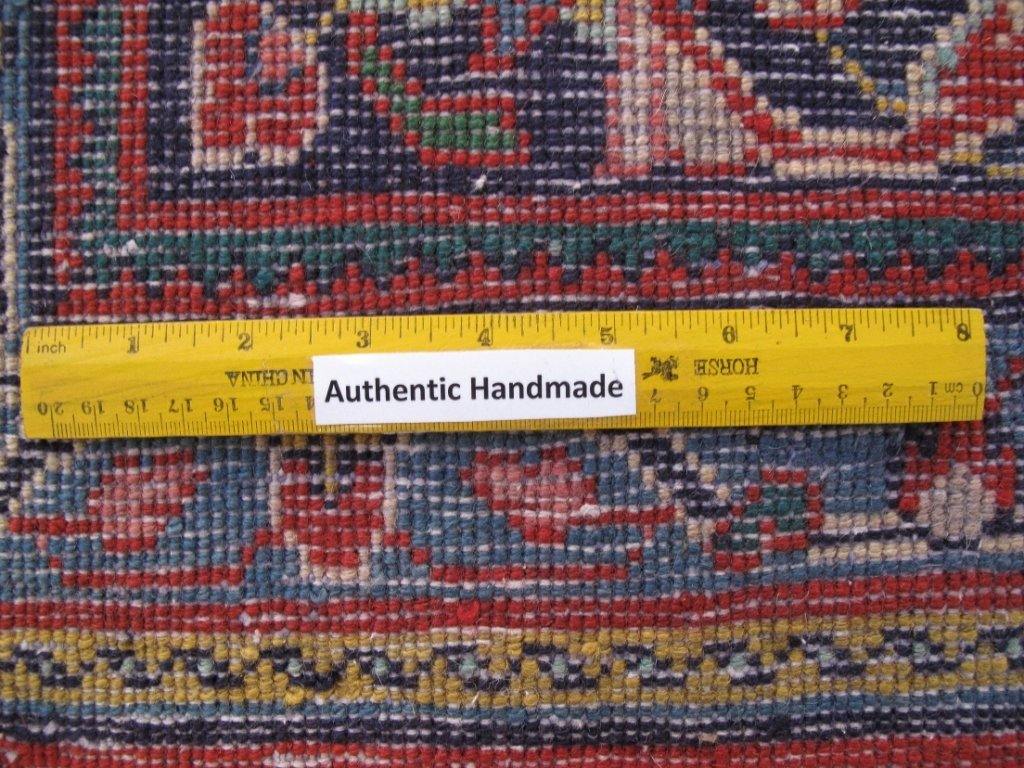 inch 1 2 3 4 5 6 7 8
IN CHINA HORSE
Authentic Handmade
0 cm 1 2 3 4 5 6 7 14 15 16 17 18 19 20